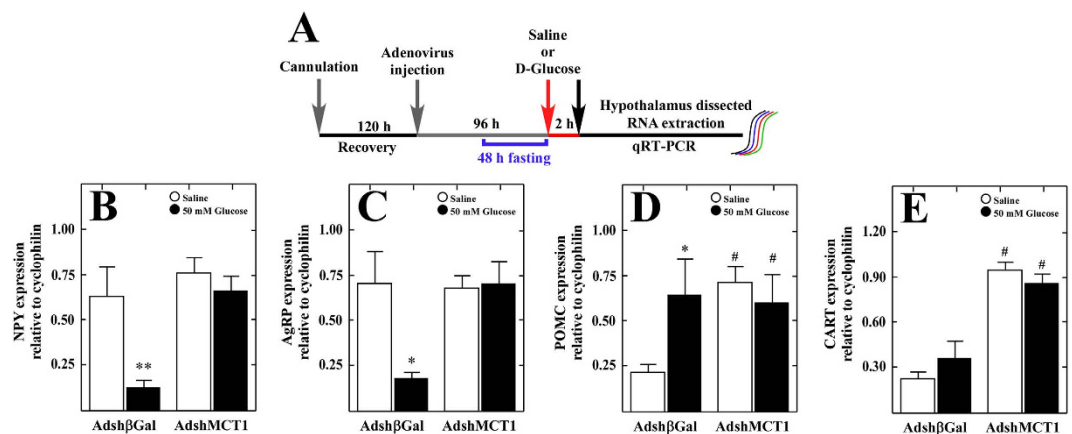 A
Cannulation
Adenovirus
injection
Saline
or
D-Glucose
120 h
Recovery
96 h
48 h fasting
2 h
Hypothalamus dissected
RNA extraction
qRT-PCR
B
Saline
50 mM Glucose
NPY expression
relative to cyclophilin
1.00
0.75
0.50
0.25
**
AdshβGal AdshMCT1
C
Saline
50 mM Glucose
AgRP expression
relative to cyclophilin
1.00
0.75
0.50
0.25
*
AdshβGal AdshMCT1
D
Saline
50 mM Glucose
POMC expression
relative to cyclophilin
1.00
0.75
0.50
0.25
* # #
AdshβGal AdshMCT1
E
Saline
50 mM Glucose
CART expression
relative to cyclophilin
1.20
0.90
0.60
0.30
# #
AdshβGal AdshMCT1